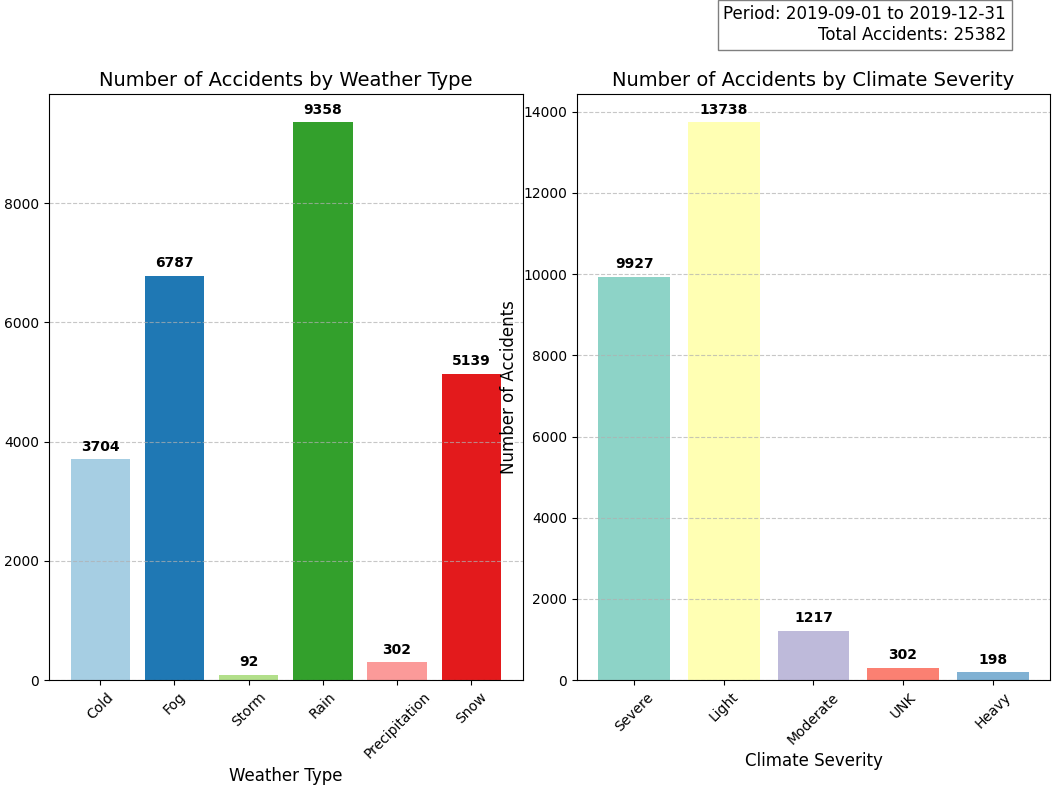 Period: 2019-09-01 to 2019-12-31
Total Accidents: 25382
Number of Accidents by Weather Type
9358
8000
6787
6000
5139
4000
3704
2000
302
92
0
Cold
Fog
Storm
Rain
Precipitation
Snow
Weather Type
Number of Accidents by Climate Severity
Number of Accidents
14000
13738
12000
10000
9927
8000
6000
4000
2000
1217
302
198
0
Severe
Light
Moderate
UNK
Heavy
Climate Severity